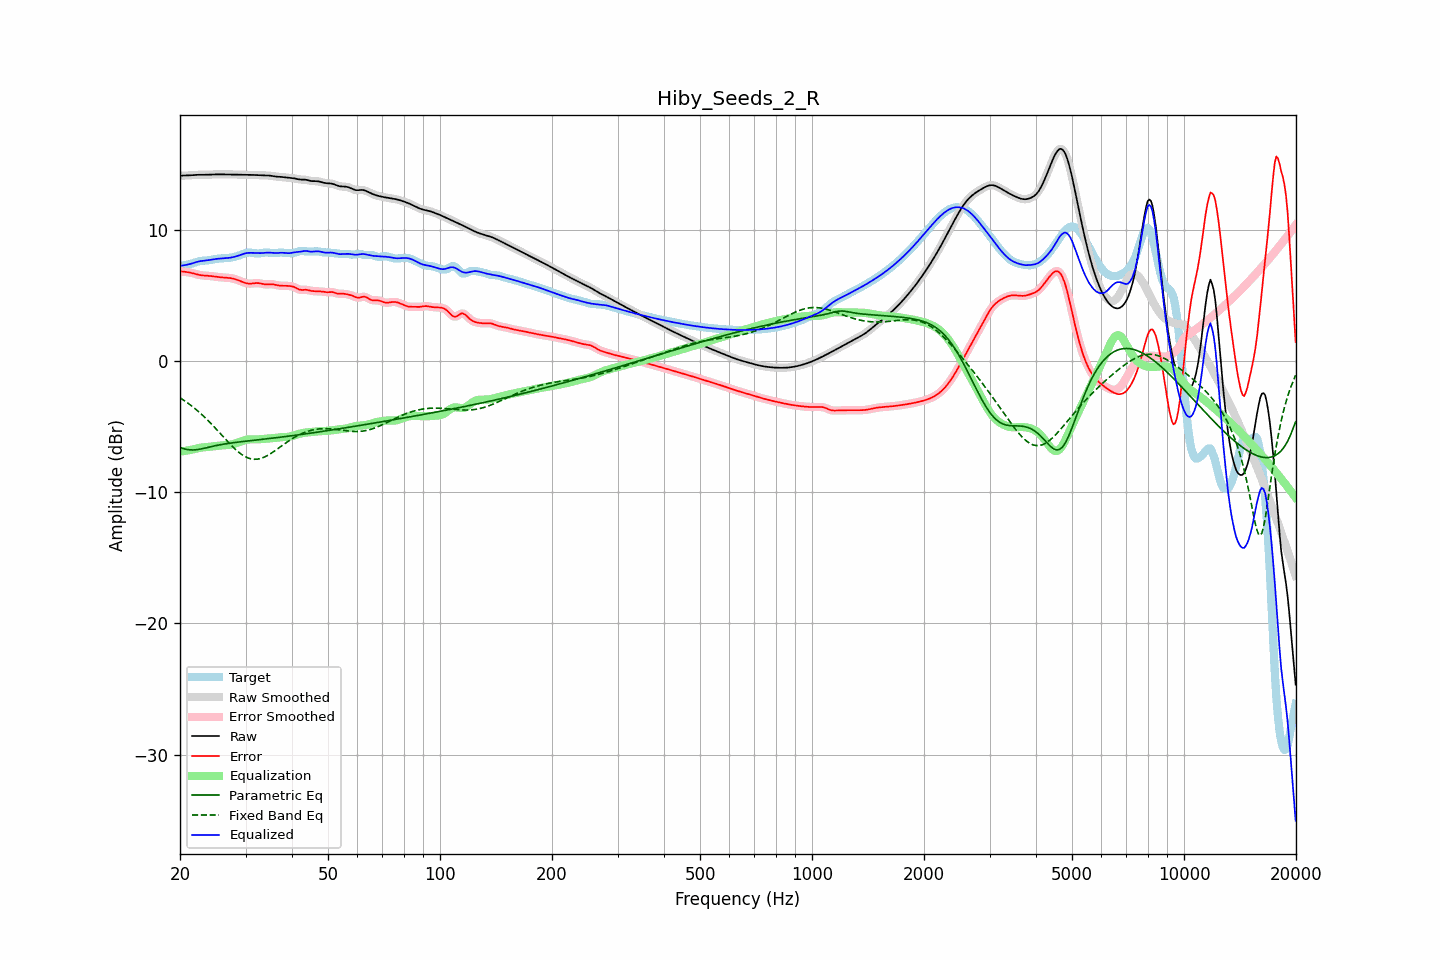 Hiby_Seeds_2_R
Amplitude (dBr)
10
0
−10
−20
−30
Target
Raw Smoothed
Error Smoothed
Raw
Error
Equalization
Parametric Eq
Fixed Band Eq
Equalized
20 50 100 200 500 1000 2000 5000 10000 20000
Frequency (Hz)